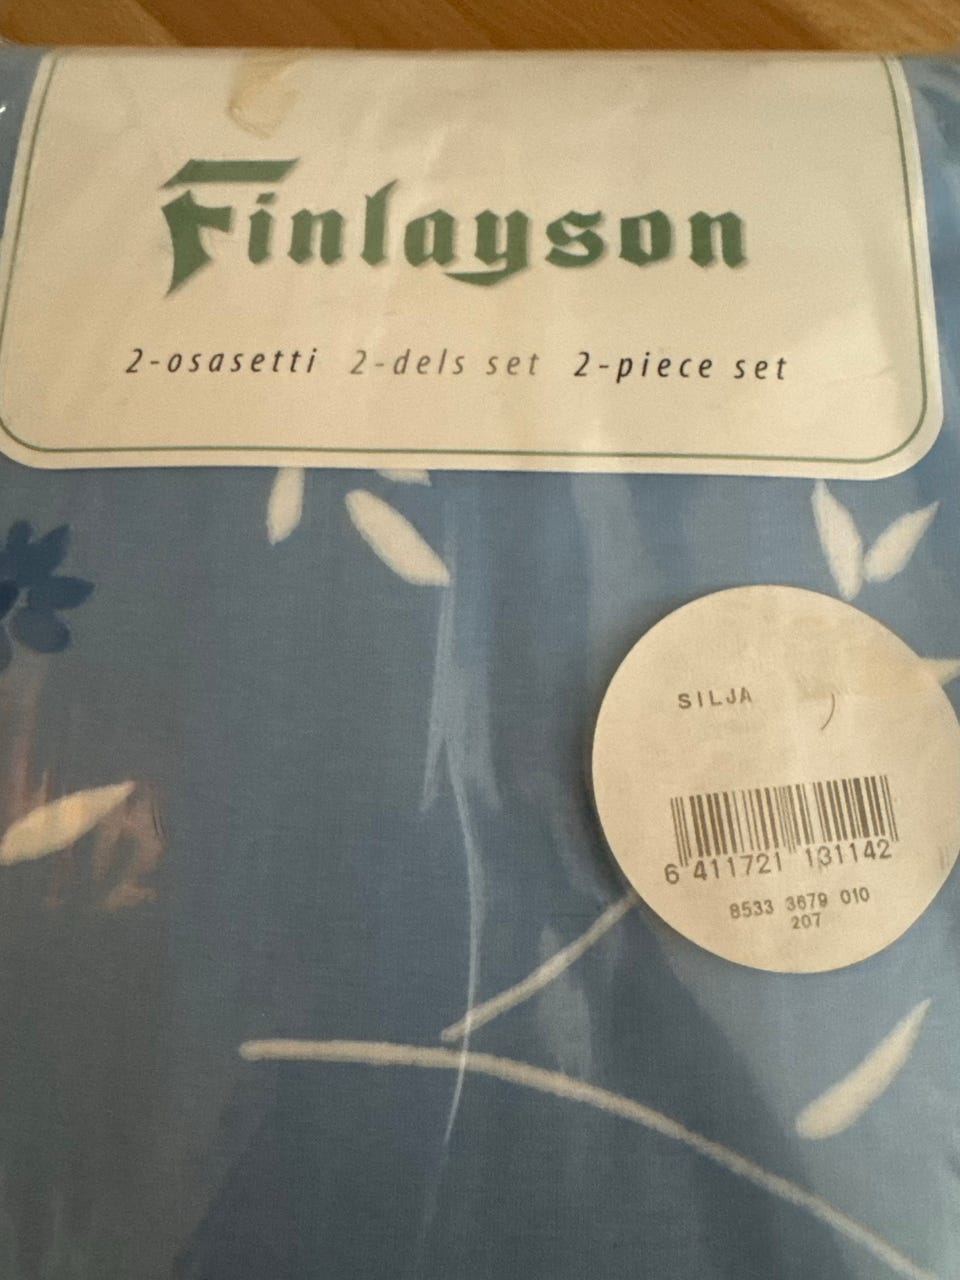 Finlayson
2-osasetti 2-dels set 2-piece set
SILJA
6 411721 131142
8533 3679 010
207